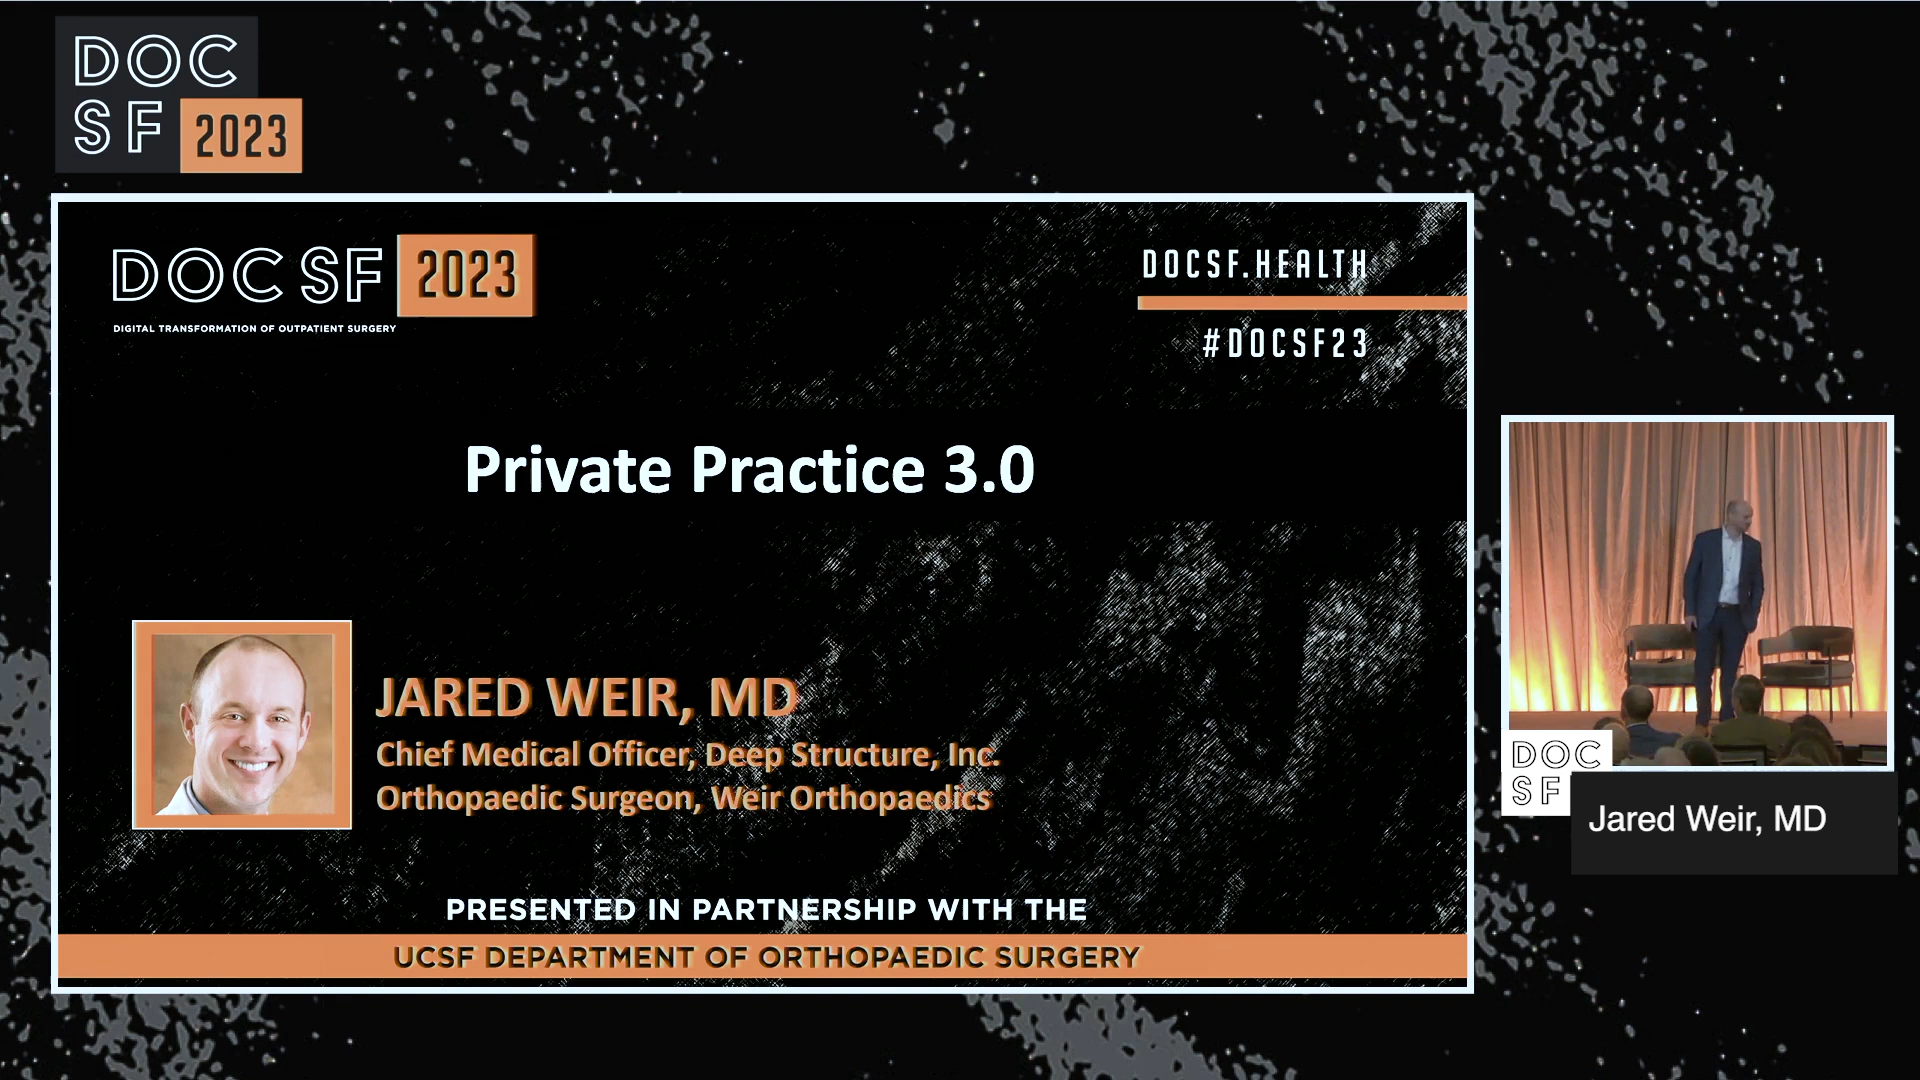 DOC
SF 2023
DOC SF 2023
DIGITAL TRANSFORMATION OF OUTPATIENT SURGERY
DOCSF.HEALTH
#DOCSF23
Private Practice 3.0
JARED WEIR, MD
Chief Medical Officer, Deep Structure, Inc.
Orthopaedic Surgeon, Weir Orthopaedics
PRESENTED IN PARTNERSHIP WITH THE
UCSF DEPARTMENT OF ORTHOPAEDIC SURGERY
DOC
SF
Jared Weir, MD